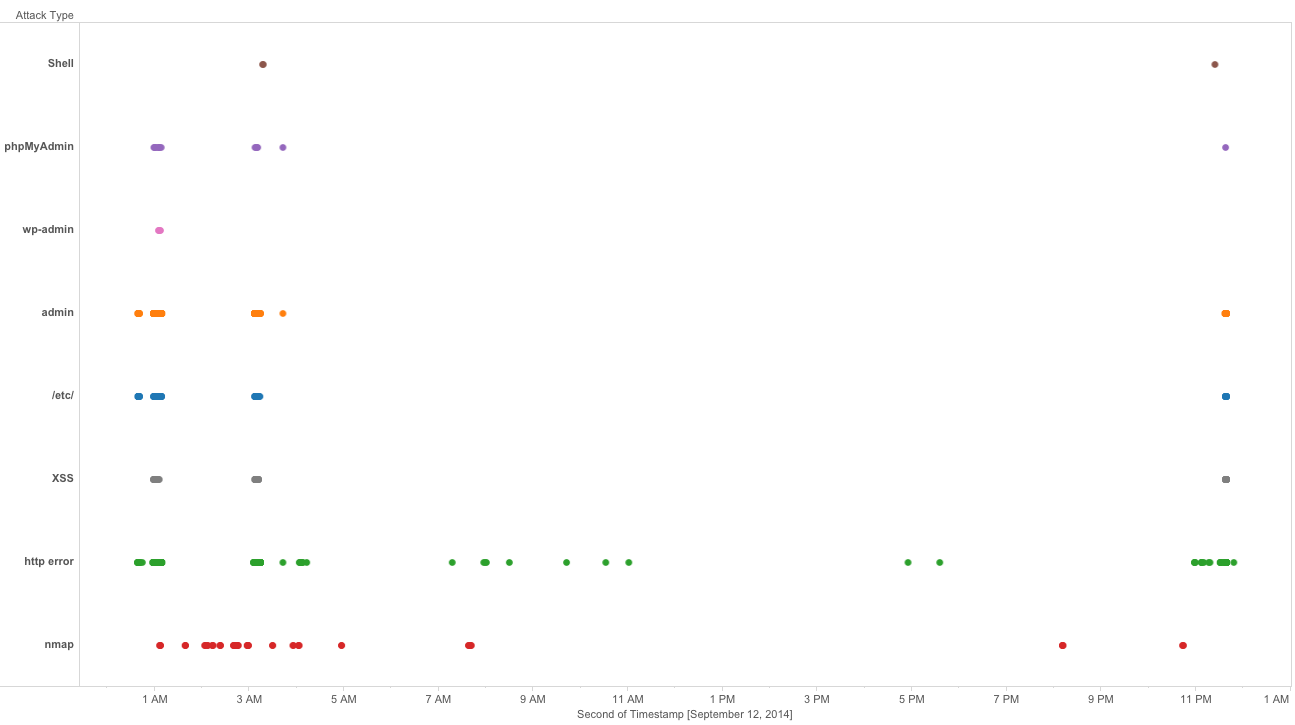 Attack Type
Shell
phpMyAdmin
wp-admin
admin
/etc/
XSS
http error
nmap
1 AM 3 AM 5 AM 7 AM 9 AM 11 AM 1 PM 3 PM 5 PM 7 PM 9 PM 11 PM 1 AM
Second of Timestamp [September 12, 2014]